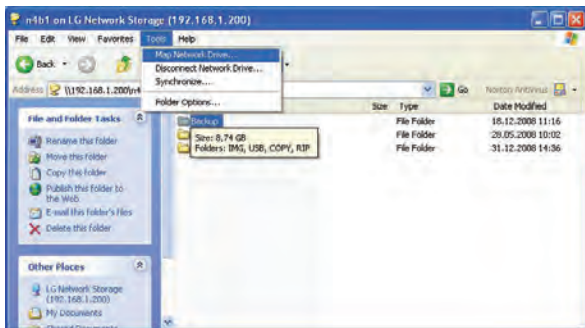 n4b1 on LG Network Storage (192.168.1.200)
File Edit View Favorites Tools Help
Back
Map Network Drive...
Disconnect Network Drive...
Synchronize...
Folder Options...
Address \\192.168.1.200\n4
Go
Norton AntiVirus
Size Type Date Modified
File and Folder Tasks
Rename this folder
Move this folder
Copy this folder
Publish this folder to
the Web
E-mail this folder's files
Delete this folder
Backup File Folder 18.12.2008 11:16
File Folder 28.05.2008 10:02
File Folder 31.12.2008 14:36
Size: 8,74 GB
Folders: IMG, USB, COPY, RIP
Other Places
LG Network Storage
(192.168.1.200)
My Documents
Shared Documents